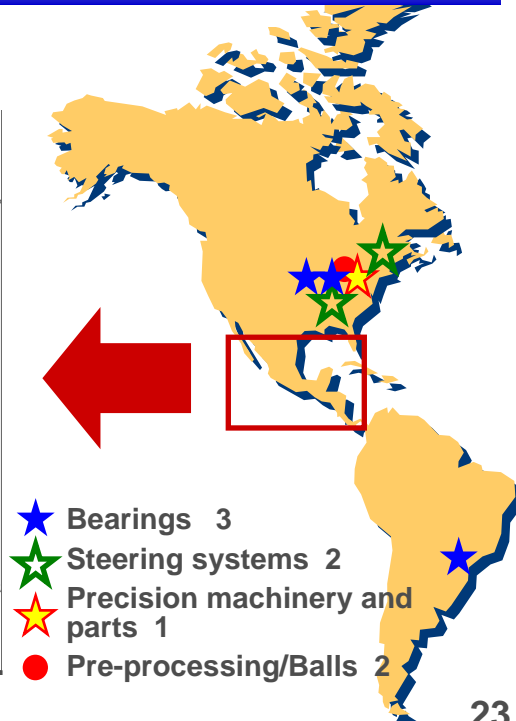 Bearings 3
Steering systems 2
Precision machinery and
parts 1
Pre-processing/Balls 2
23